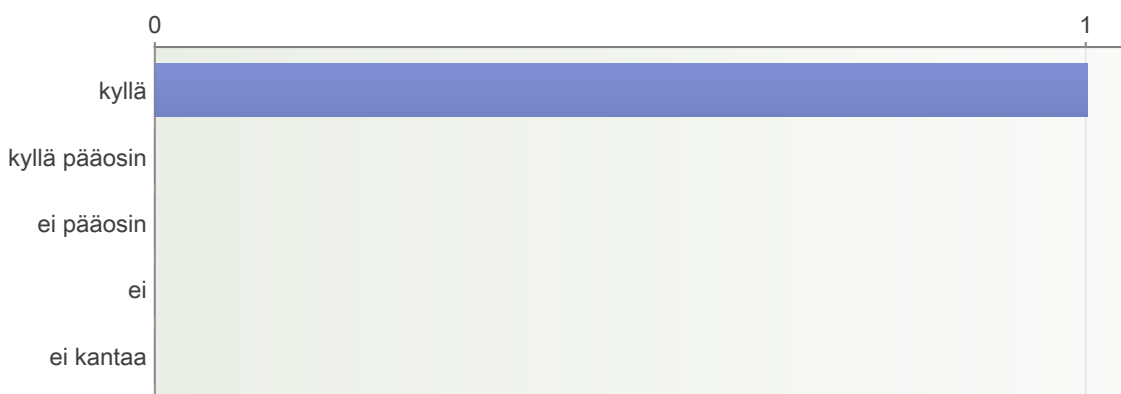 0 1
kyllä
kyllä pääosin
ei pääosin
ei
ei kantaa